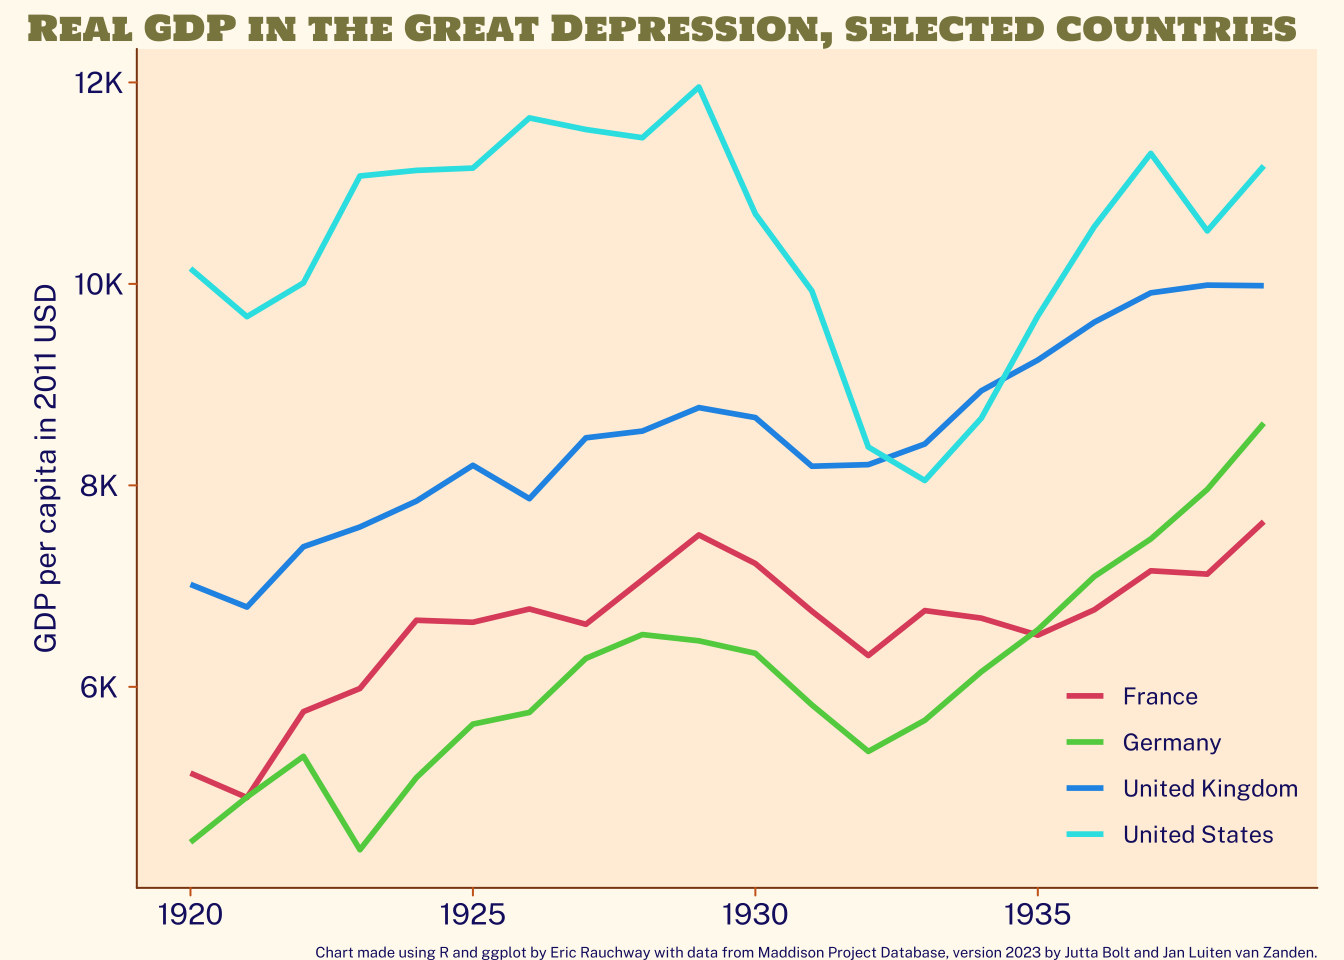 Real GDP in the Great Depression, selected countries
12K
10K
8K
6K
GDP per capita in 2011 USD
France
Germany
United Kingdom
United States
1920 1925 1930 1935
Chart made using R and ggplot by Eric Rauchway with data from Maddison Project Database, version 2023 by Jutta Bolt and Jan Luiten van Zanden.